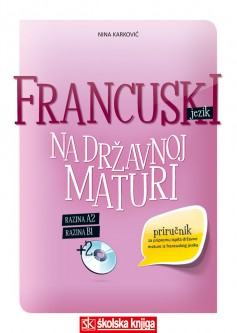 NINA KARKOVIĆ
FRANCUSKI
jezik
NA DRŽAVNOJ
MATURI
RAZINA A2
RAZINA B1
+2
priručnik
za pripremu ispita državne
mature iz francuskog jezika
šk školska knjiga